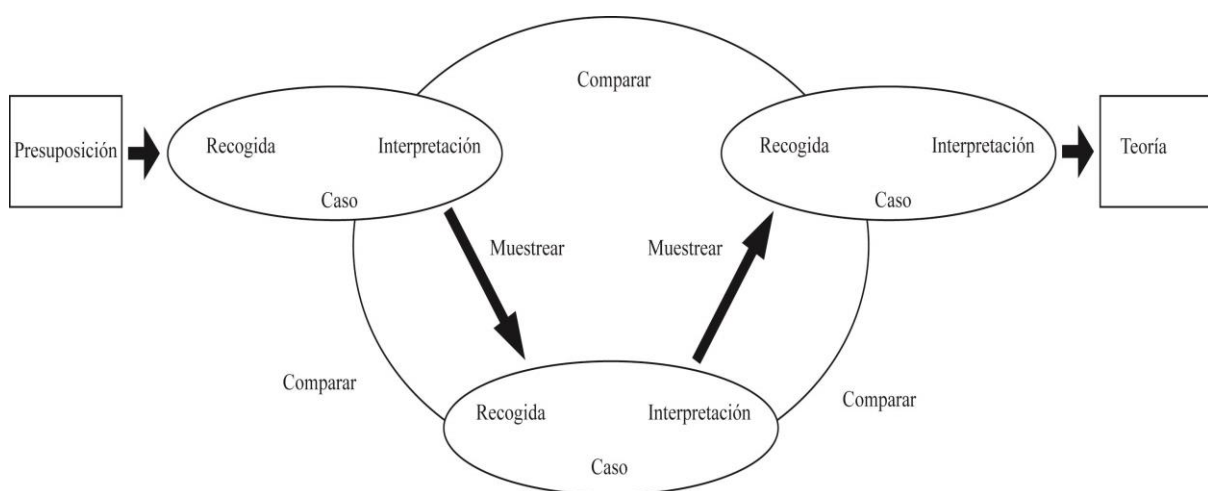 Comparar
Presuposición
Recogida
Interpretación
Caso
Recogida
Interpretación
Caso
Teoría
Muestrear
Muestrear
Comparar
Comparar
Recogida
Interpretación
Caso